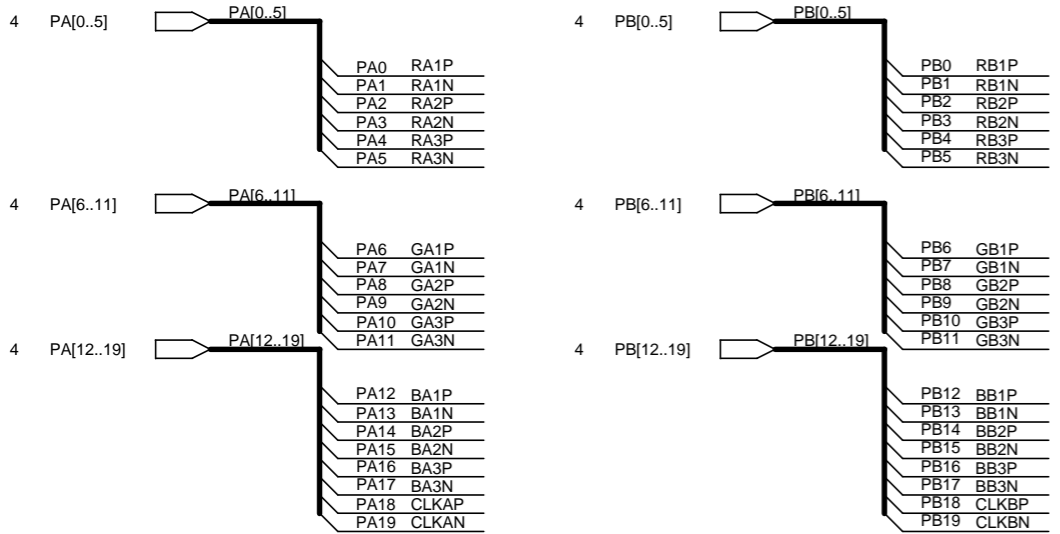 4 PA[0..5] PA[0..5]
PA0 RA1P
PA1 RA1N
PA2 RA2P
PA3 RA2N
PA4 RA3P
PA5 RA3N
4 PA[6..11] PA[6..11]
PA6 GA1P
PA7 GA1N
PA8 GA2P
PA9 GA2N
PA10 GA3P
PA11 GA3N
4 PA[12..19] PA[12..19]
PA12 BA1P
PA13 BA1N
PA14 BA2P
PA15 BA2N
PA16 BA3P
PA17 BA3N
PA18 CLKAP
PA19 CLKAN
4 PB[0..5] PB[0..5]
PB0 RB1P
PB1 RB1N
PB2 RB2P
PB3 RB2N
PB4 RB3P
PB5 RB3N
4 PB[6..11] PB[6..11]
PB6 GB1P
PB7 GB1N
PB8 GB2P
PB9 GB2N
PB10 GB3P
PB11 GB3N
4 PB[12..19] PB[12..19]
PB12 BB1P
PB13 BB1N
PB14 BB2P
PB15 BB2N
PB16 BB3P
PB17 BB3N
PB18 CLKBP
PB19 CLKBN